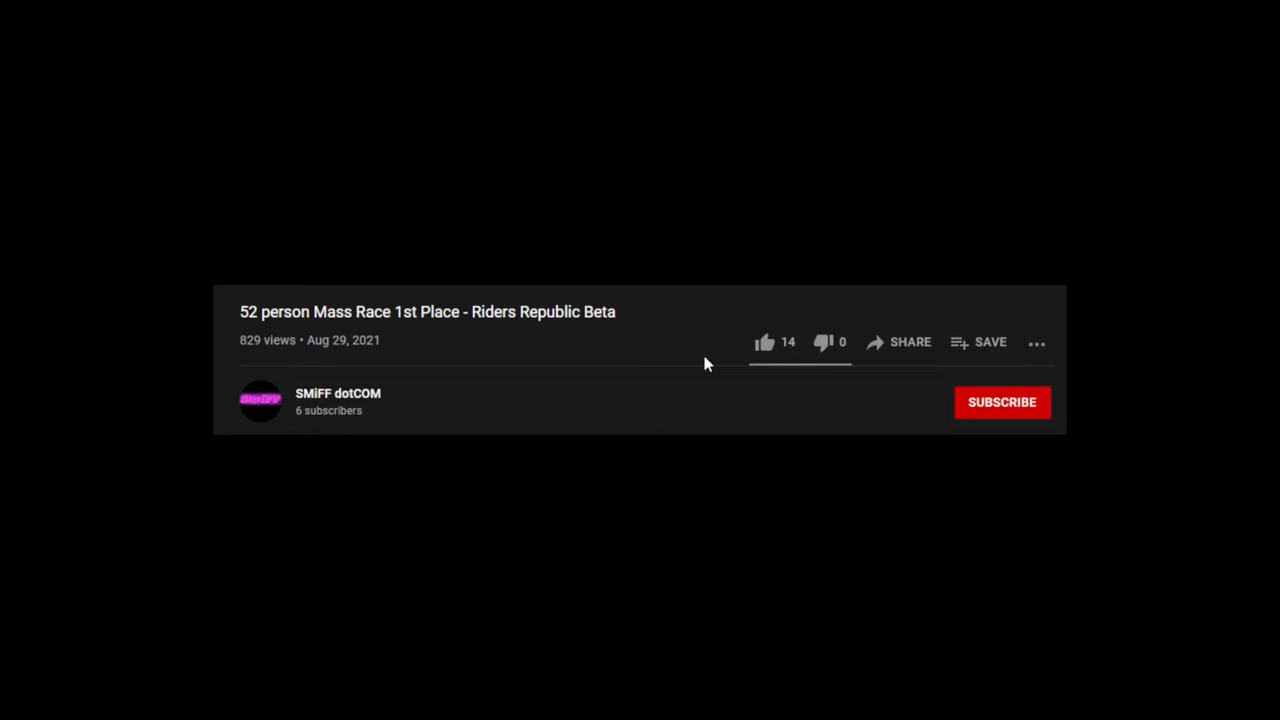 52 person Mass Race 1st Place - Riders Republic Beta
829 views • Aug 29, 2021
14 0 SHARE SAVE
SMiFF
SMiFF dotCOM
6 subscribers
SUBSCRIBE